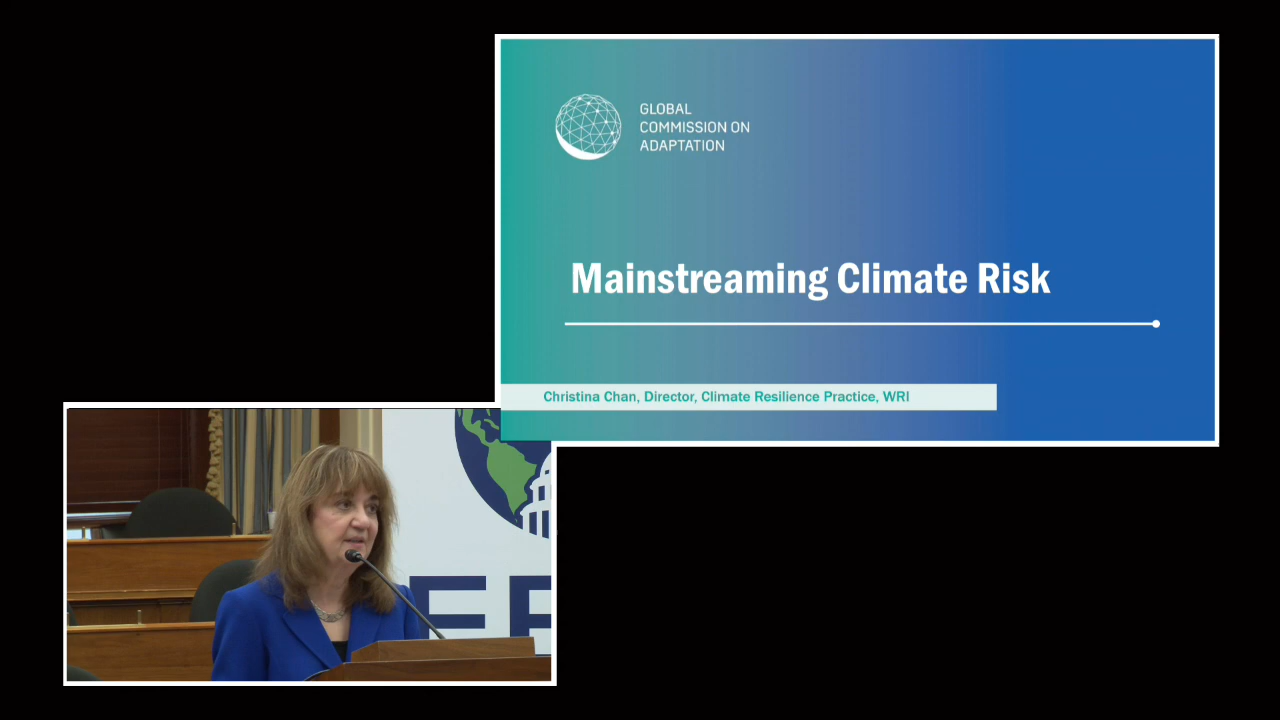 GLOBAL
COMMISSION ON
ADAPTATION
Mainstreaming Climate Risk
Christina Chan, Director, Climate Resilience Practice, WRI